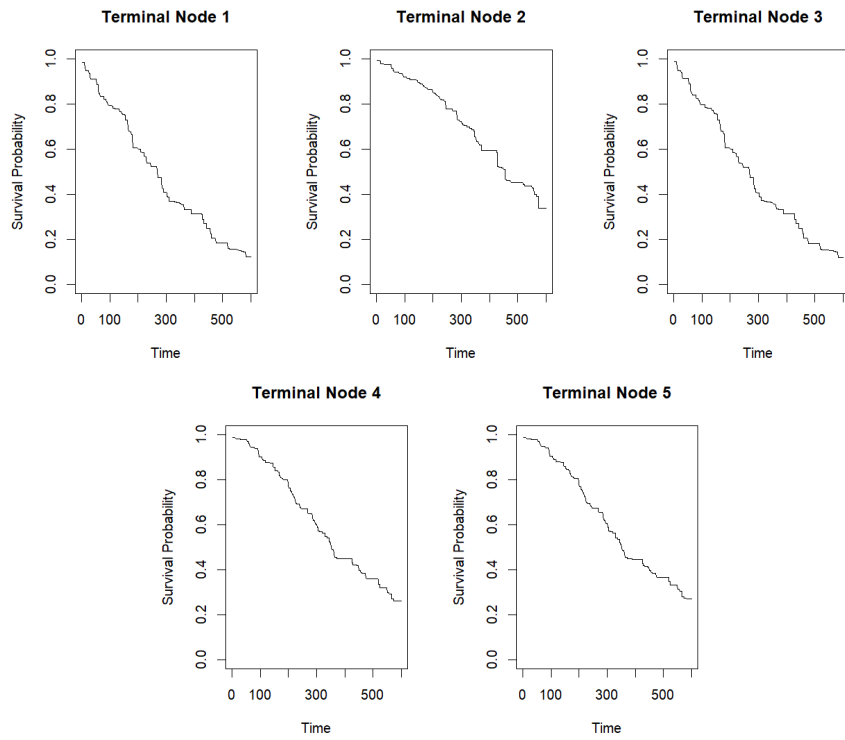 Terminal Node 1
Survival Probability
0.0 0.2 0.4 0.6 0.8 1.0
0 100 300 500
Time
Terminal Node 2
Survival Probability
0.0 0.2 0.4 0.6 0.8 1.0
0 100 300 500
Time
Terminal Node 3
Survival Probability
0.0 0.2 0.4 0.6 0.8 1.0
0 100 300 500
Time
Terminal Node 4
Survival Probability
0.0 0.2 0.4 0.6 0.8 1.0
0 100 300 500
Time
Terminal Node 5
Survival Probability
0.0 0.2 0.4 0.6 0.8 1.0
0 100 300 500
Time